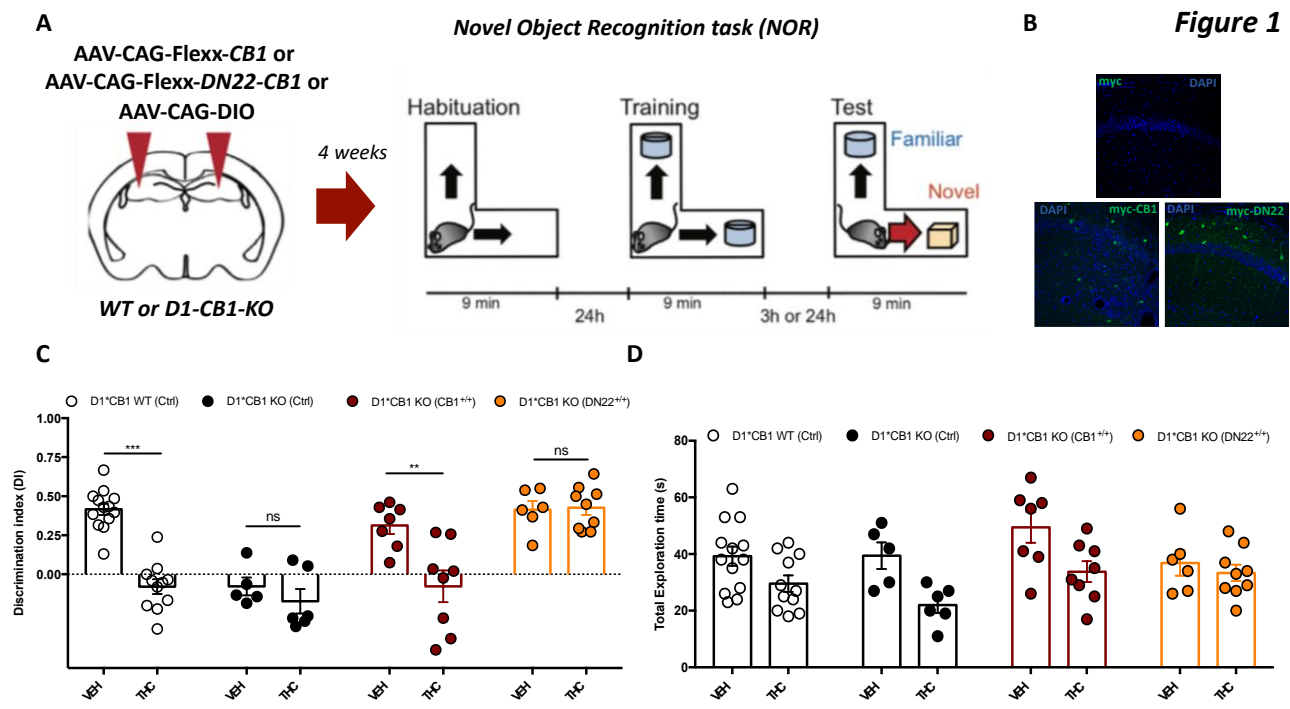 Figure 1
A
Novel Object Recognition task (NOR)
B
AAV-CAG-Flexx-CB1 or
AAV-CAG-Flexx-DN22-CB1 or
AAV-CAG-DIO
4 weeks
WT or D1-CB1-KO
Habituation
Training
Test
Familiar
Novel
9 min
9 min
9 min
24h
3h or 24h
myc
DAPI
DAPI
myc-CB1
DAPI
myc-DN22
C
D1*CB1 WT (Ctrl)
D1*CB1 KO (Ctrl)
D1*CB1 KO (CB1+/+)
D1*CB1 KO (DN22+/+)
Discrimination index (DI)
1.00
0.75
0.50
0.25
0.00
***
ns
**
ns
VEH
THC
VEH
THC
VEH
THC
VEH
THC
D
D1*CB1 WT (Ctrl)
D1*CB1 KO (Ctrl)
D1*CB1 KO (CB1+/+)
D1*CB1 KO (DN22+/+)
Total Exploration time (s)
80
60
40
20
0
VEH
THC
VEH
THC
VEH
THC
VEH
THC